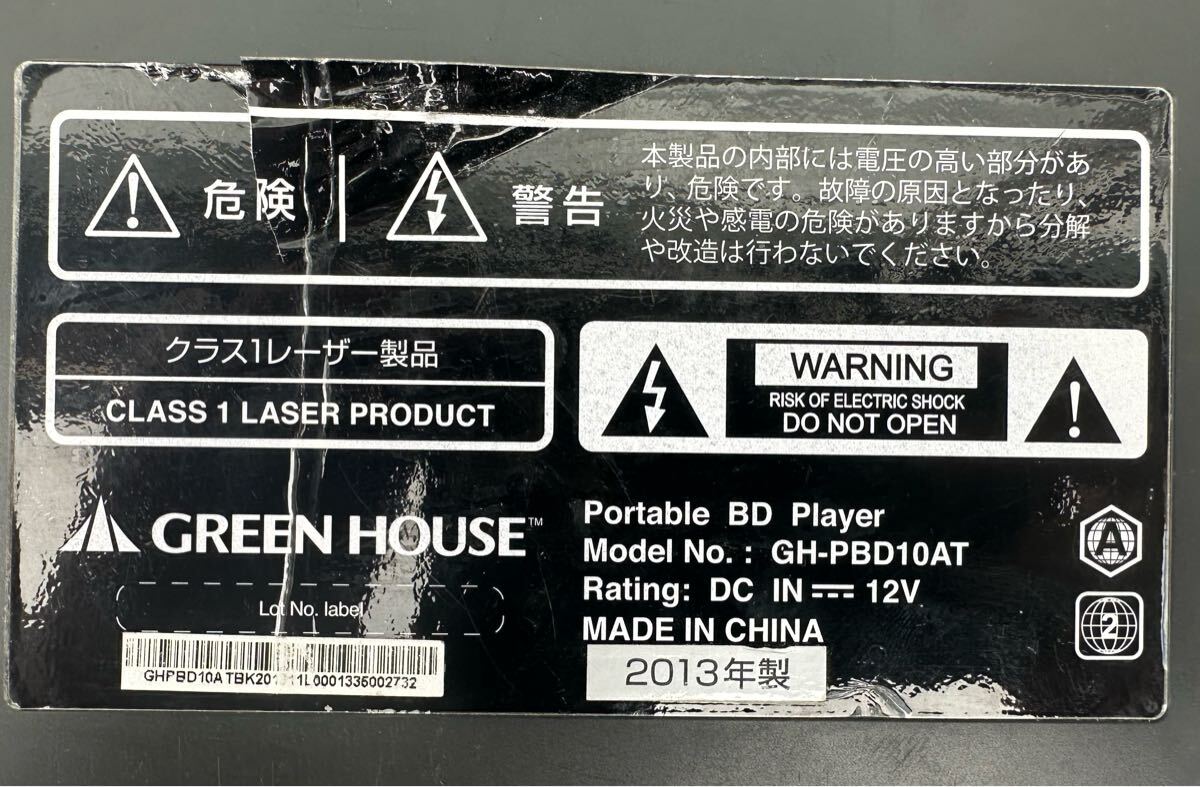 危険
警告
本製品の内部には電圧の高い部分があ
り、危険です。故障の原因となったり、
火災や感電の危険がありますから分解
や改造は行わないでください。
クラス1レーザー製品
CLASS 1 LASER PRODUCT
WARNING
RISK OF ELECTRIC SHOCK
DO NOT OPEN
GREEN HOUSE™
Lot No. label
Portable BD Player
Model No. : GH-PBD10AT
Rating: DC IN ⎓ 12V
MADE IN CHINA
2013年製
A
2